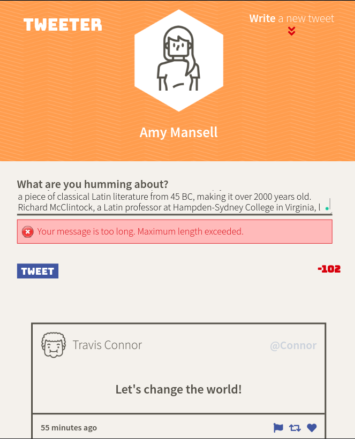 TWEETER
Write a new tweet
Amy Mansell
What are you humming about?
a piece of classical Latin literature from 45 BC, making it over 2000 years old.
Richard McClintock, a Latin professor at Hampden-Sydney College in Virginia, l
Your message is too long. Maximum length exceeded.
TWEET
-102
Travis Connor
@Connor
Let's change the world!
55 minutes ago